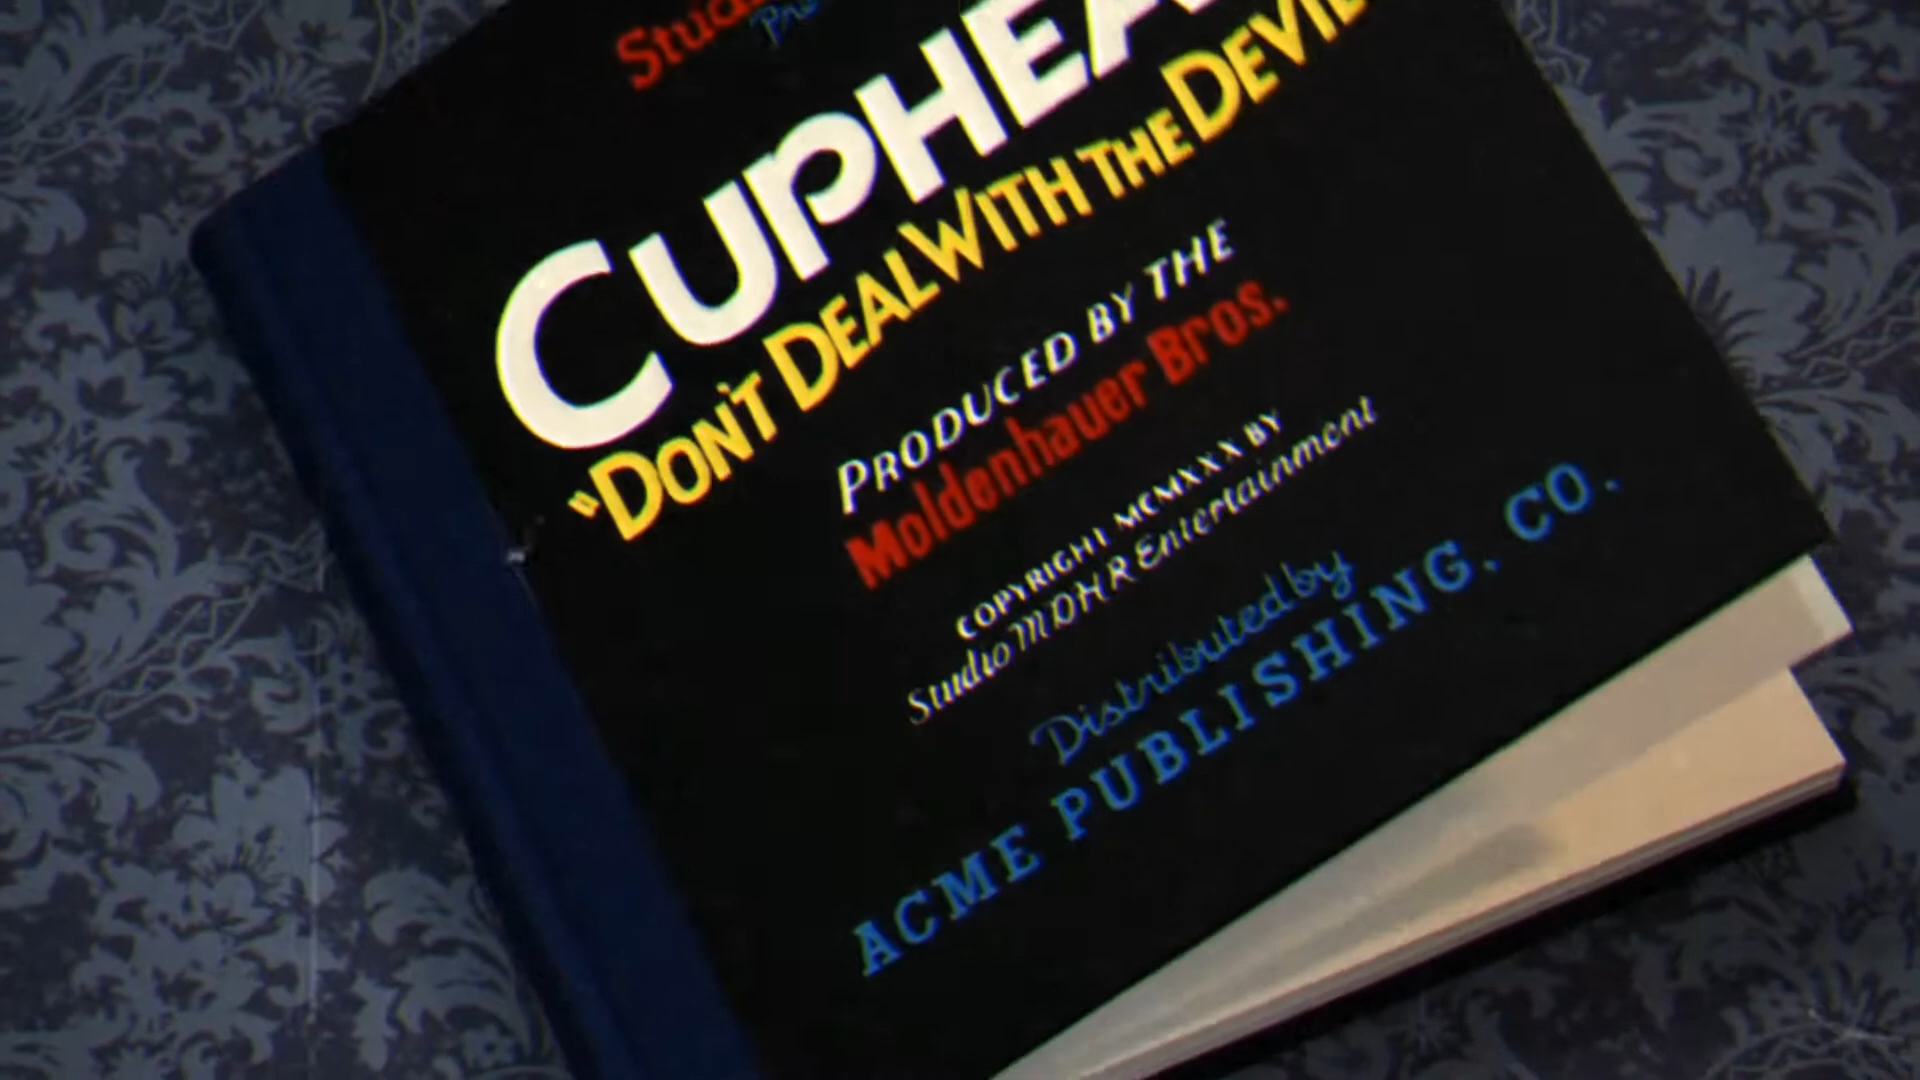 CUPHEA
"DON'T DEAL WITH THE DEVIL
PRODUCED BY THE
Moldenhauer Bros.
COPYRIGHT MCMXXX BY
Studio MDHR Entertainment
Distributed by
ACME PUBLISHING. CO.